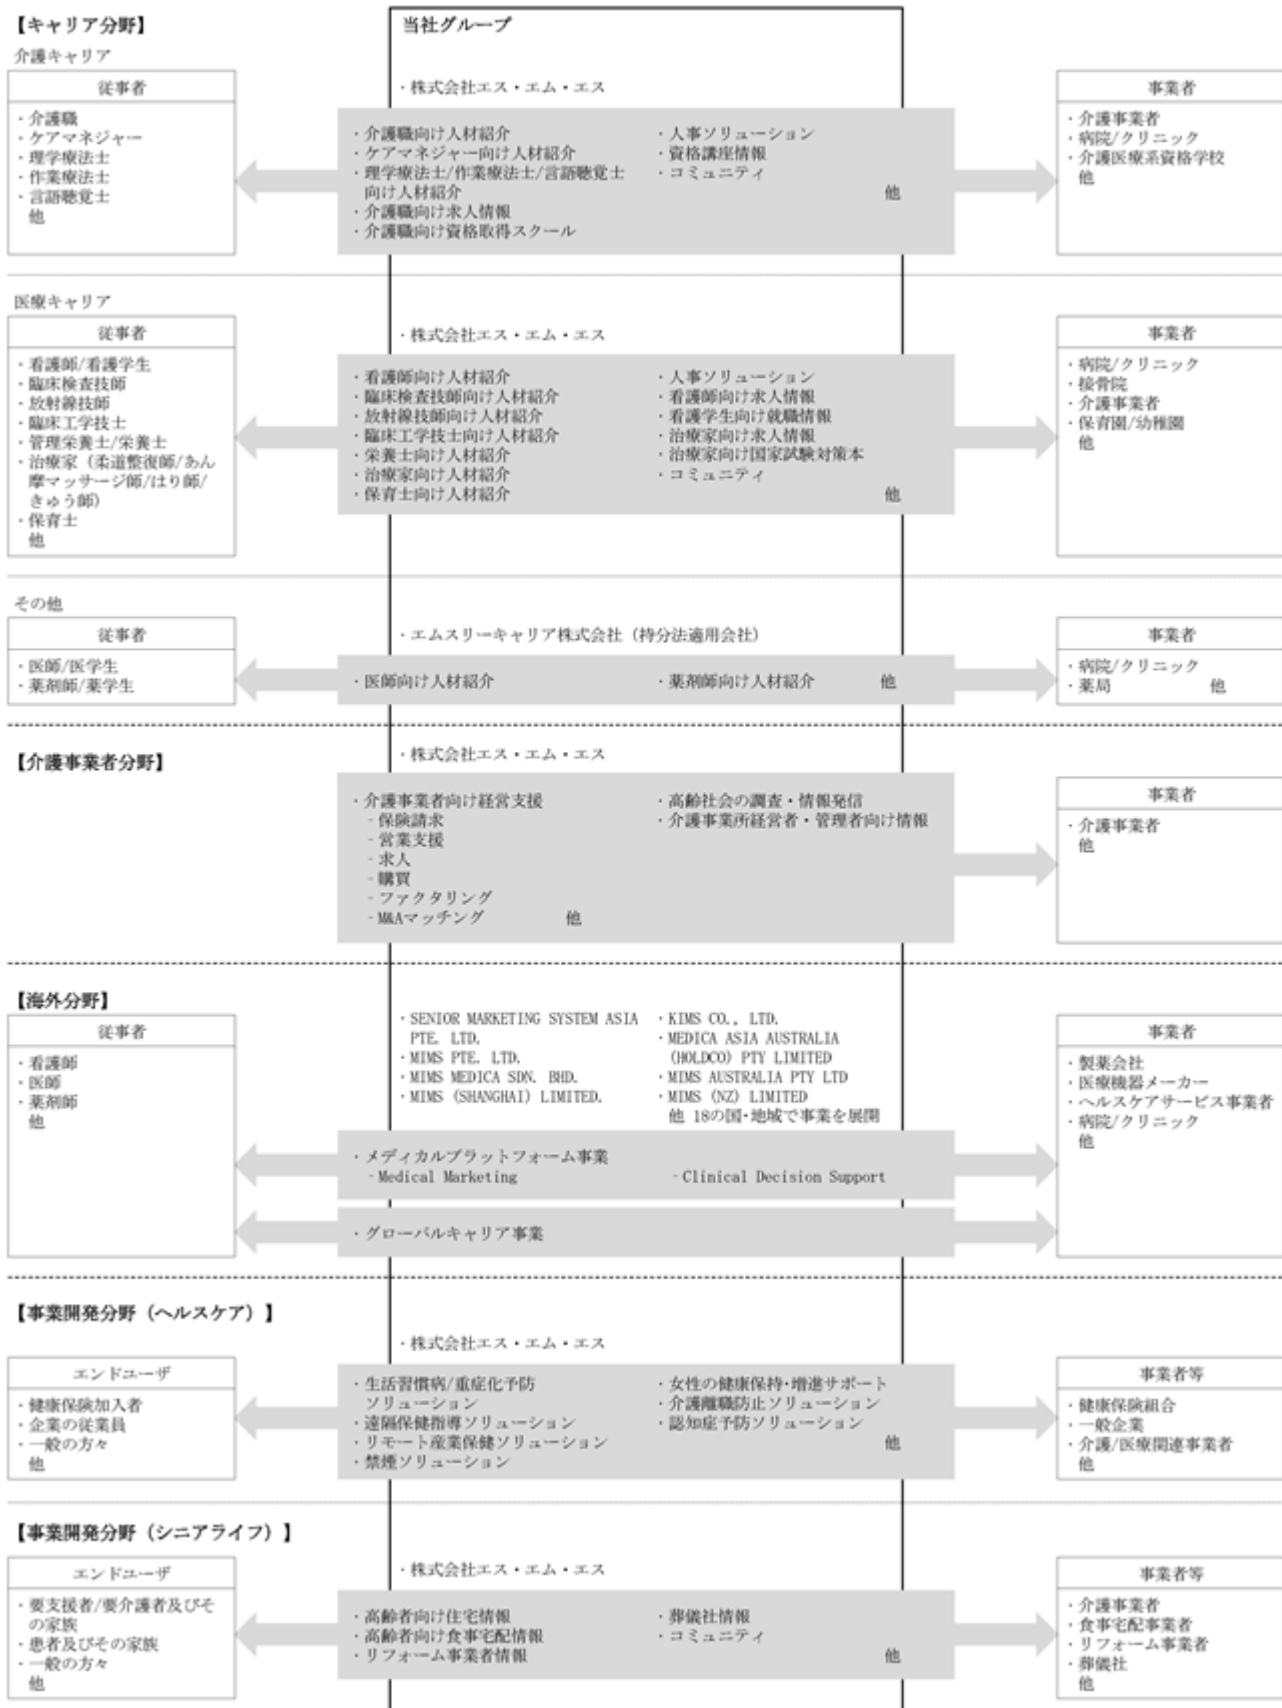 【キャリア分野】
当社グループ
介護キャリア
従事者
・介護職
・ケアマネジャー
・理学療法士
・作業療法士
・言語聴覚士
他
・株式会社エス・エム・エス
・介護職向け人材紹介
・ケアマネジャー向け人材紹介
・理学療法士/作業療法士/言語聴覚士
向け人材紹介
・介護職向け求人情報
・介護職向け資格取得スクール
・人事ソリューション
・資格講座情報
・コミュニティ
他
事業者
・介護事業者
・病院/クリニック
・介護医療系資格学校
他
医療キャリア
従事者
・看護師/看護学生
・臨床検査技師
・放射線技師
・臨床工学技士
・管理栄養士/栄養士
・治療家（柔道整復師/あん
摩マッサージ師/はり師/
きゅう師）
・保育士
他
・株式会社エス・エム・エス
・看護師向け人材紹介
・臨床検査技師向け人材紹介
・放射線技師向け人材紹介
・臨床工学技士向け人材紹介
・栄養士向け人材紹介
・治療家向け人材紹介
・保育士向け人材紹介
・人事ソリューション
・看護師向け求人情報
・看護学生向け就職情報
・治療家向け求人情報
・治療家向け国家試験対策本
・コミュニティ
他
事業者
・病院/クリニック
・接骨院
・介護事業者
・保育園/幼稚園
他
その他
従事者
・医師/医学生
・薬剤師/薬学生
・エムスリーキャリア株式会社（持分法適用会社）
・医師向け人材紹介
・薬剤師向け人材紹介 他
事業者
・病院/クリニック
・薬局 他
【介護事業者分野】
・株式会社エス・エム・エス
・介護事業者向け経営支援
- 保険請求
- 営業支援
- 求人
- 購買
- ファクタリング
- M&Aマッチング 他
・高齢社会の調査・情報発信
・介護事業所経営者・管理者向け情報
事業者
・介護事業者
他
【海外分野】
従事者
・看護師
・医師
・薬剤師
他
・SENIOR MARKETING SYSTEM ASIA
PTE. LTD.
・MIMS PTE. LTD.
・MIMS MEDICA SDN. BHD.
・MIMS (SHANGHAI) LIMITED.
・KIMS CO., LTD.
・MEDICA ASIA AUSTRALIA
(HOLDCO) PTY LIMITED
・MIMS AUSTRALIA PTY LTD
・MIMS (NZ) LIMITED
他 18の国・地域で事業を展開
・メディカルプラットフォーム事業
- Medical Marketing
- Clinical Decision Support
・グローバルキャリア事業
事業者
・製薬会社
・医療機器メーカー
・ヘルスケアサービス事業者
・病院/クリニック
他
【事業開発分野（ヘルスケア）】
エンドユーザ
・健康保険加入者
・企業の従業員
・一般の方々
他
・株式会社エス・エム・エス
・生活習慣病/重症化予防
ソリューション
・遠隔保健指導ソリューション
・リモート産業保健ソリューション
・禁煙ソリューション
・女性の健康保持・増進サポート
・介護離職防止ソリューション
・認知症予防ソリューション
他
事業者等
・健康保険組合
・一般企業
・介護/医療関連事業者
他
【事業開発分野（シニアライフ）】
エンドユーザ
・要支援者/要介護者及びそ
の家族
・患者及びその家族
・一般の方々
他
・株式会社エス・エム・エス
・高齢者向け住宅情報
・高齢者向け食事宅配情報
・リフォーム事業者情報
・葬儀社情報
・コミュニティ
他
事業者等
・介護事業者
・食事宅配事業者
・リフォーム事業者
・葬儀社
他